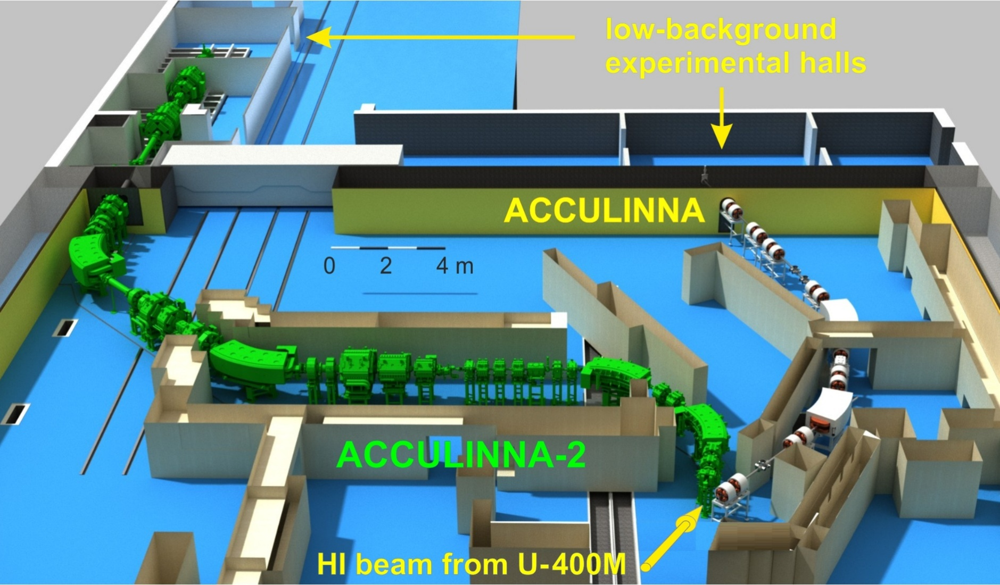 low-background
experimental halls
ACCULINNA
0 2 4 m
ACCULINNA-2
HI beam from U-400M